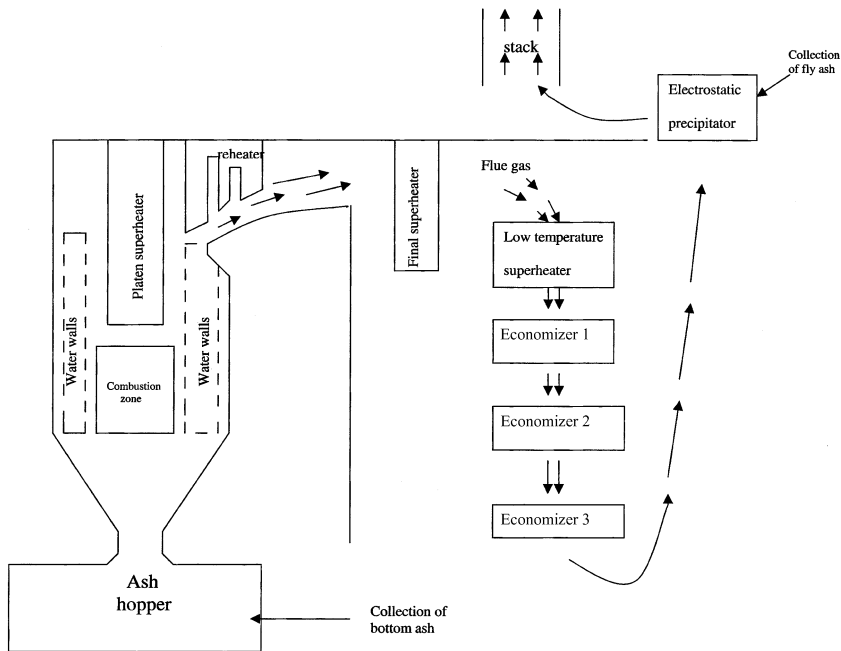 stack
Collection
of fly ash
Electrostatic
precipitator
reheater
Flue gas
Platen superheater
Final superheater
Low temperature
superheater
Water walls
Water walls
Combustion
zone
Economizer 1
Economizer 2
Economizer 3
Ash
hopper
Collection of
bottom ash